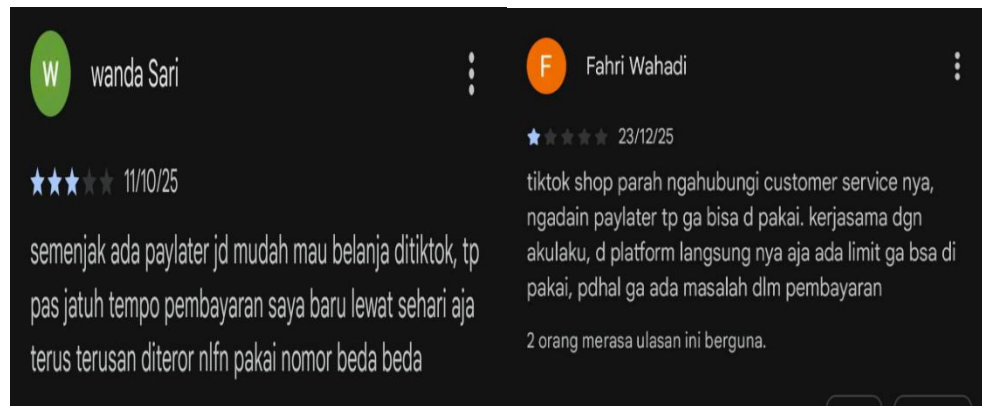 W
wanda Sari
11/10/25
semenjak ada paylater jd mudah mau belanja ditiktok, tp
pas jatuh tempo pembayaran saya baru lewat sehari aja
terus terusan diteror nlfn pakai nomor beda beda
F
Fahri Wahadi
23/12/25
tiktok shop parah ngahubungi customer service nya,
ngadain paylater tp ga bisa d pakai. kerjasama dgn
akulaku, d platform langsung nya aja ada limit ga bsa di
pakai, pdhal ga ada masalah dlm pembayaran
2 orang merasa ulasan ini berguna.